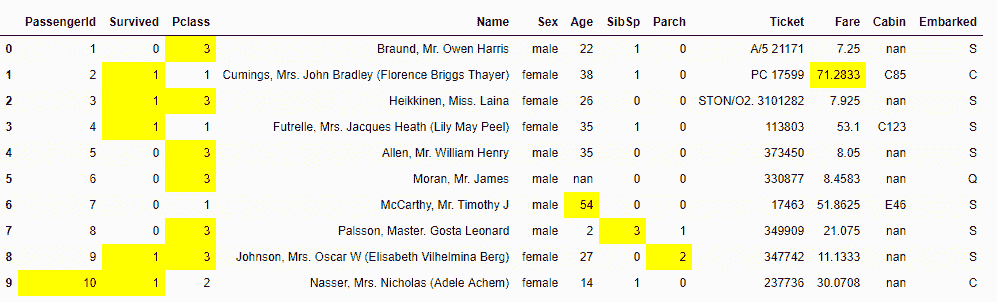 PassengerId Survived Pclass Name Sex Age SibSp Parch Ticket Fare Cabin Embarked
0 1 0 3 Braund, Mr. Owen Harris male 22 1 0 A/5 21171 7.25 nan S
1 2 1 1 Cumings, Mrs. John Bradley (Florence Briggs Thayer) female 38 1 0 PC 17599 71.2833 C85 C
2 3 1 3 Heikkinen, Miss. Laina female 26 0 0 STON/O2. 3101282 7.925 nan S
3 4 1 1 Futrelle, Mrs. Jacques Heath (Lily May Peel) female 35 1 0 113803 53.1 C123 S
4 5 0 3 Allen, Mr. William Henry male 35 0 0 373450 8.05 nan S
5 6 0 3 Moran, Mr. James male nan 0 0 330877 8.4583 nan Q
6 7 0 1 McCarthy, Mr. Timothy J male 54 0 0 17463 51.8625 E46 S
7 8 0 3 Palsson, Master. Gosta Leonard male 2 3 1 349909 21.075 nan S
8 9 1 3 Johnson, Mrs. Oscar W (Elisabeth Vilhelmina Berg) female 27 0 2 347742 11.1333 nan S
9 10 1 2 Nasser, Mrs. Nicholas (Adele Achem) female 14 1 0 237736 30.0708 nan C